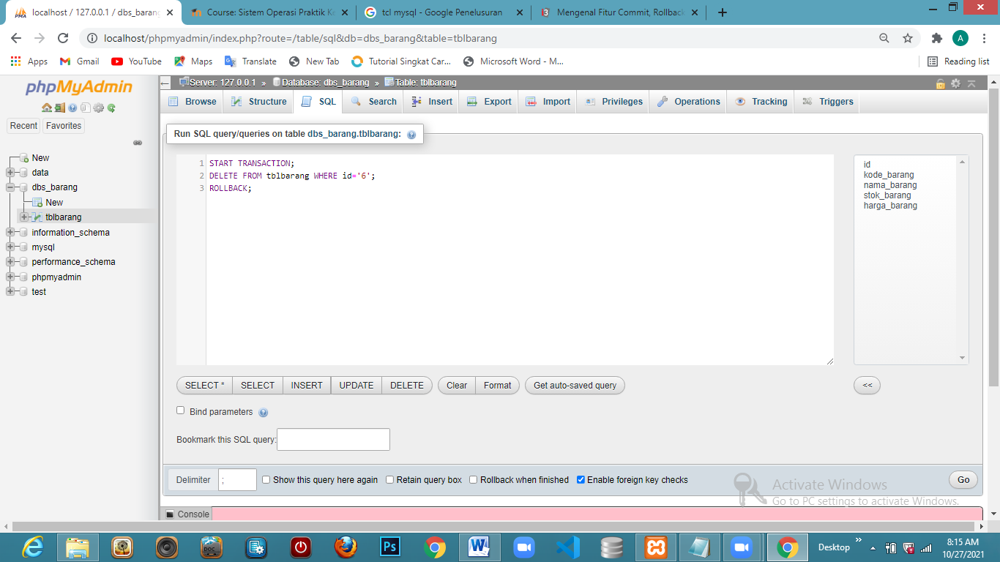 localhost / 127.0.0.1 / dbs_barang
Course: Sistem Operasi Praktik Ke
tcl mysql - Google Penelusuran
Mengenal Fitur Commit, Rollback
localhost/phpmyadmin/index.php?route=/table/sql&db=dbs_barang&table=tblbarang
A
Apps
Gmail
YouTube
Maps
Translate
New Tab
Tutorial Singkat Car...
Microsoft Word - M...
Reading list
phpMyAdmin
Recent
Favorites
New
data
dbs_barang
New
tblbarang
information_schema
mysql
performance_schema
phpmyadmin
test
Server: 127.0.0.1 » Database: dbs_barang » Table: tblbarang
Browse
Structure
SQL
Search
Insert
Export
Import
Privileges
Operations
Tracking
Triggers
Run SQL query/queries on table dbs_barang.tblbarang:
1 START TRANSACTION;
2 DELETE FROM tblbarang WHERE id='6';
3 ROLLBACK;
id
kode_barang
nama_barang
stok_barang
harga_barang
SELECT *
SELECT
INSERT
UPDATE
DELETE
Clear
Format
Get auto-saved query
<<
Bind parameters
Bookmark this SQL query:
Delimiter
;
Show this query here again
Retain query box
Rollback when finished
Enable foreign key checks
Go
Activate Windows
Go to PC settings to activate Windows.
Console
Desktop
8:15 AM
10/27/2021